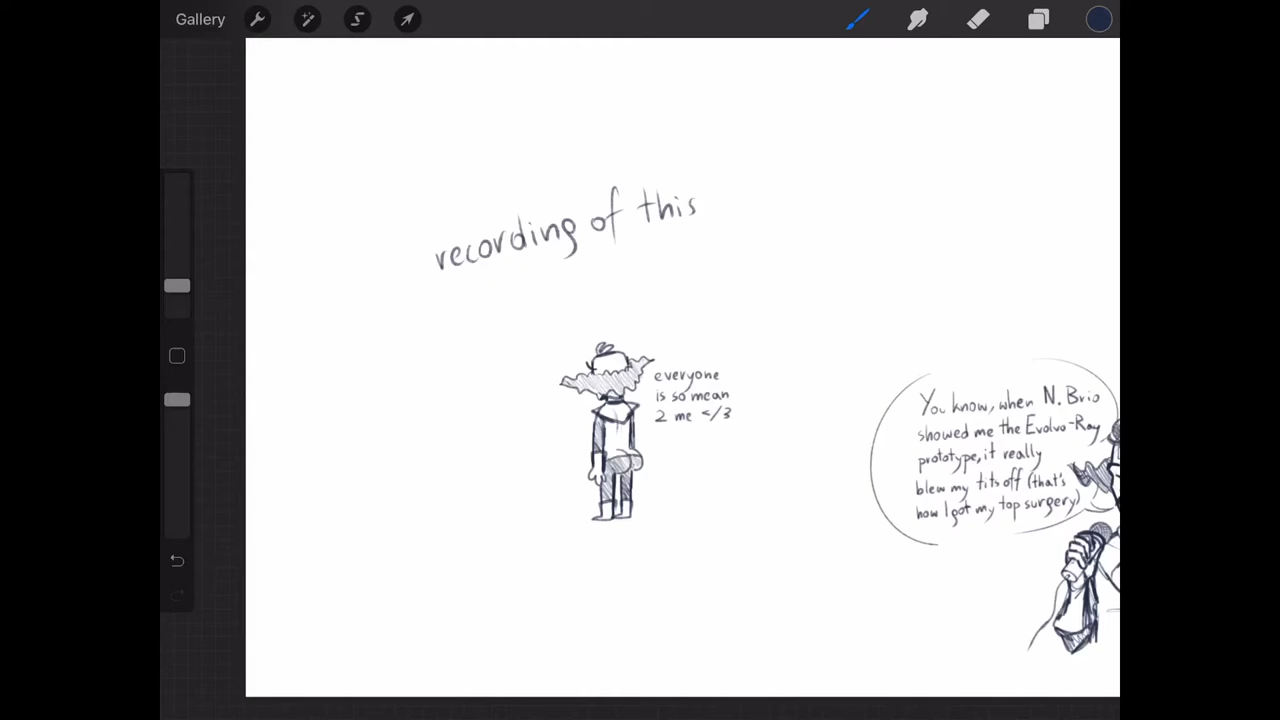 Gallery
recording of this
everyone
is so mean
2 me </3
You know, when N. Brio
showed me the Evolvo-Ray
prototype, it really
blew my tits off (that's
how I got my top surgery)